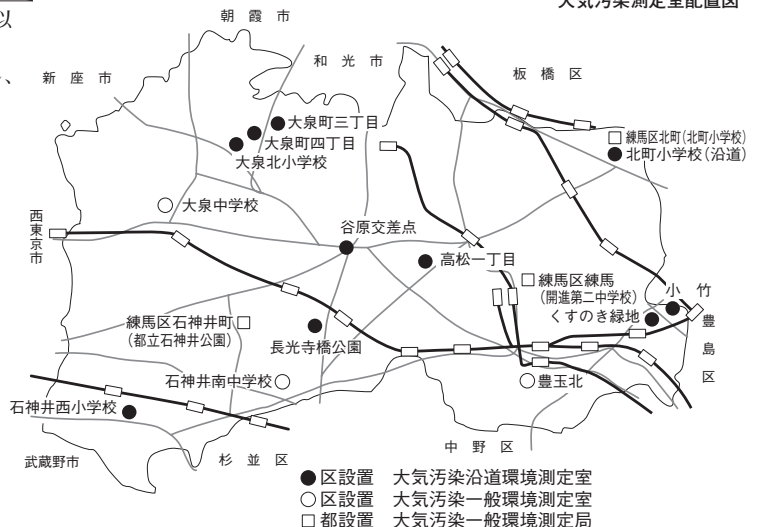 以
大気汚染測定室配置図
、
朝霞市
和光市
新座市
板橋区
大泉町三丁目
大泉町四丁目
大泉北小学校
練馬区北町(北町小学校)
北町小学校(沿道)
大泉中学校
西東京市
谷原交差点
高松一丁目
練馬区練馬
(開進第二中学校)
小竹
くすのき緑地
豊島区
練馬区石神井町
(都立石神井公園)
長光寺橋公園
石神井南中学校
豊玉北
石神井西小学校
中野区
武蔵野市
杉並区
●区設置 大気汚染沿道環境測定室
○区設置 大気汚染一般環境測定室
□都設置 大気汚染一般環境測定局